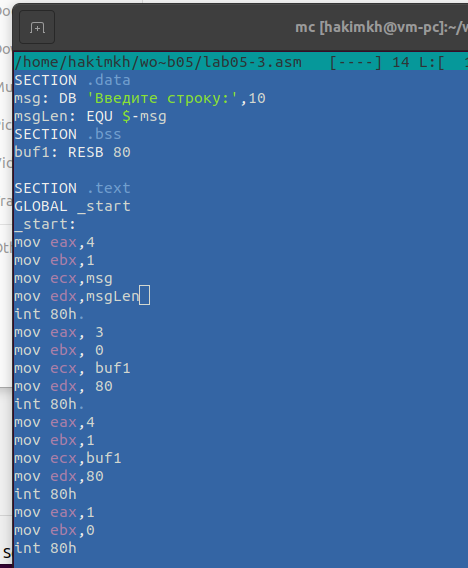 mc [hakimkh@vm-pc]:~/w
/home/hakimkh/wo~b05/lab05-3.asm [----] 14 L:[
SECTION .data
msg: DB 'Введите строку:',10
msgLen: EQU $-msg
SECTION .bss
buf1: RESB 80
SECTION .text
GLOBAL _start
_start:
mov eax,4
mov ebx,1
mov ecx,msg
mov edx,msgLen
int 80h.
mov eax, 3
mov ebx, 0
mov ecx, buf1
mov edx, 80
int 80h.
mov eax,4
mov ebx,1
mov ecx,buf1
mov edx,80
int 80h
mov eax,1
mov ebx,0
int 80h